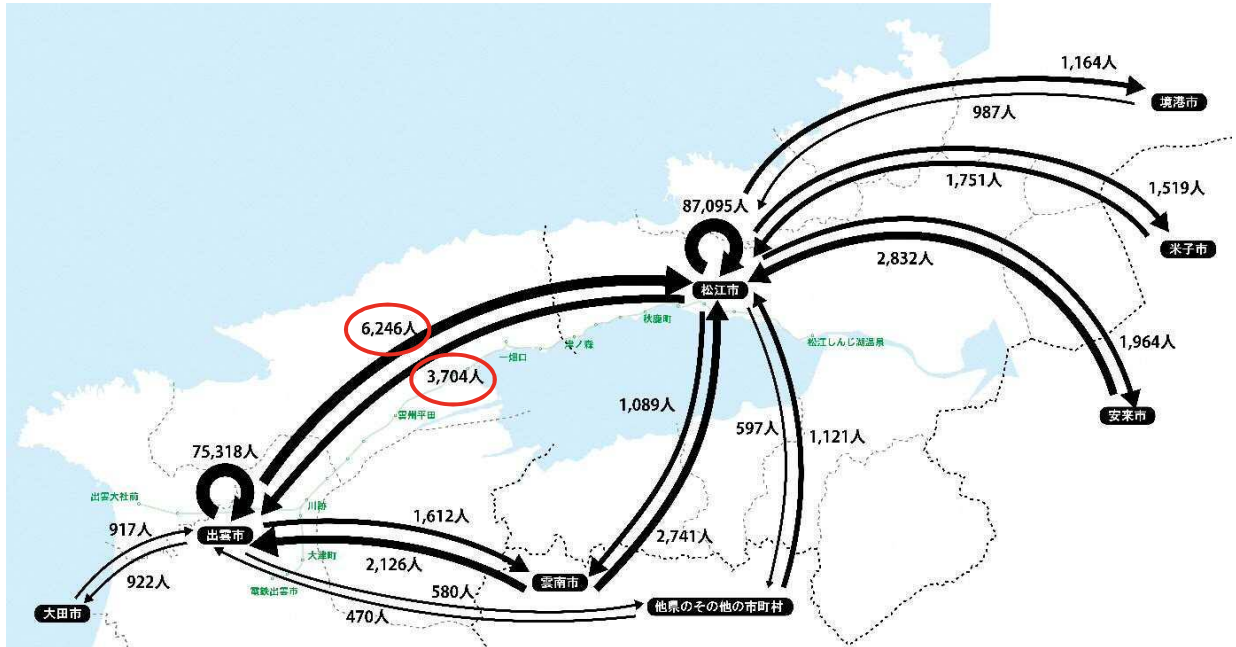 1,164人
境港市
987人
1,751人
1,519人
米子市
87,095人
2,832人
松江市
6,246人
秋鹿町
津ノ森
一畑口
松江しんじ湖温泉
1,964人
3,704人
1,089人
597人
1,121人
安来市
雲州平田
75,318人
出雲大社前
川跡
917人
出雲市
1,612人
2,741人
大津町
2,126人
922人
電鉄出雲市
580人
雲南市
大田市
470人
他県のその他の市町村